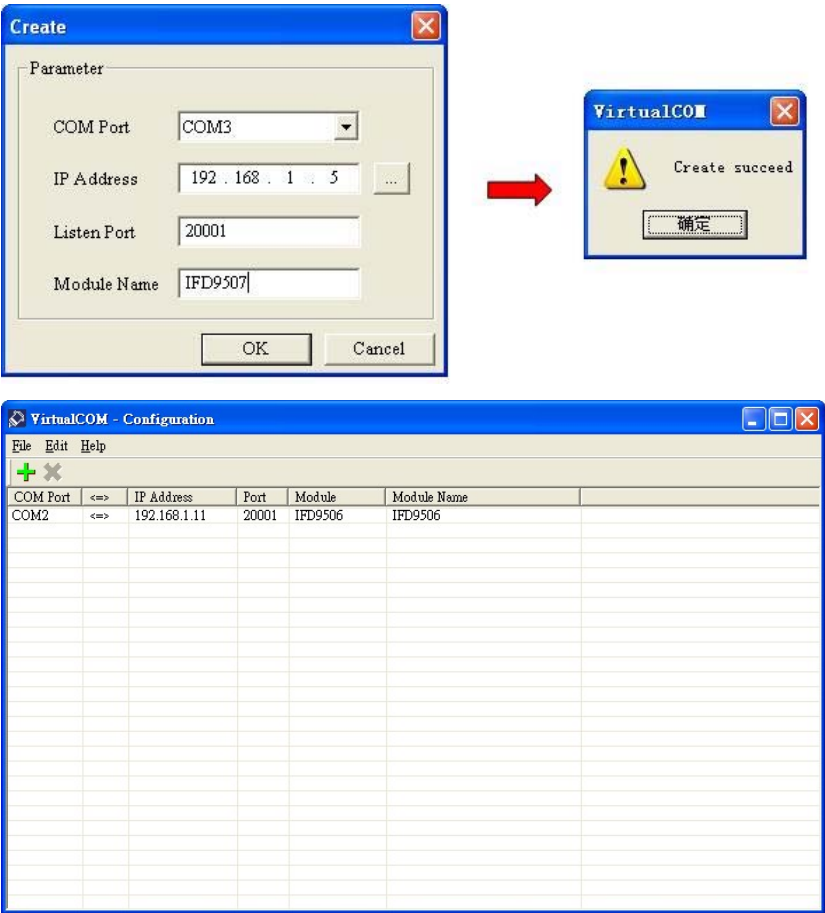 Create
Parameter
COM Port COM3
IP Address 192 . 168 . 1 . 5 ...
Listen Port 20001
Module Name IFD9507
OK Cancel
VirtualCOM
Create succeed
确定
VirtualCOM - Configuration
File Edit Help
COM Port <=> IP Address Port Module Module Name
COM2 <=> 192.168.1.11 20001 IFD9506 IFD9506